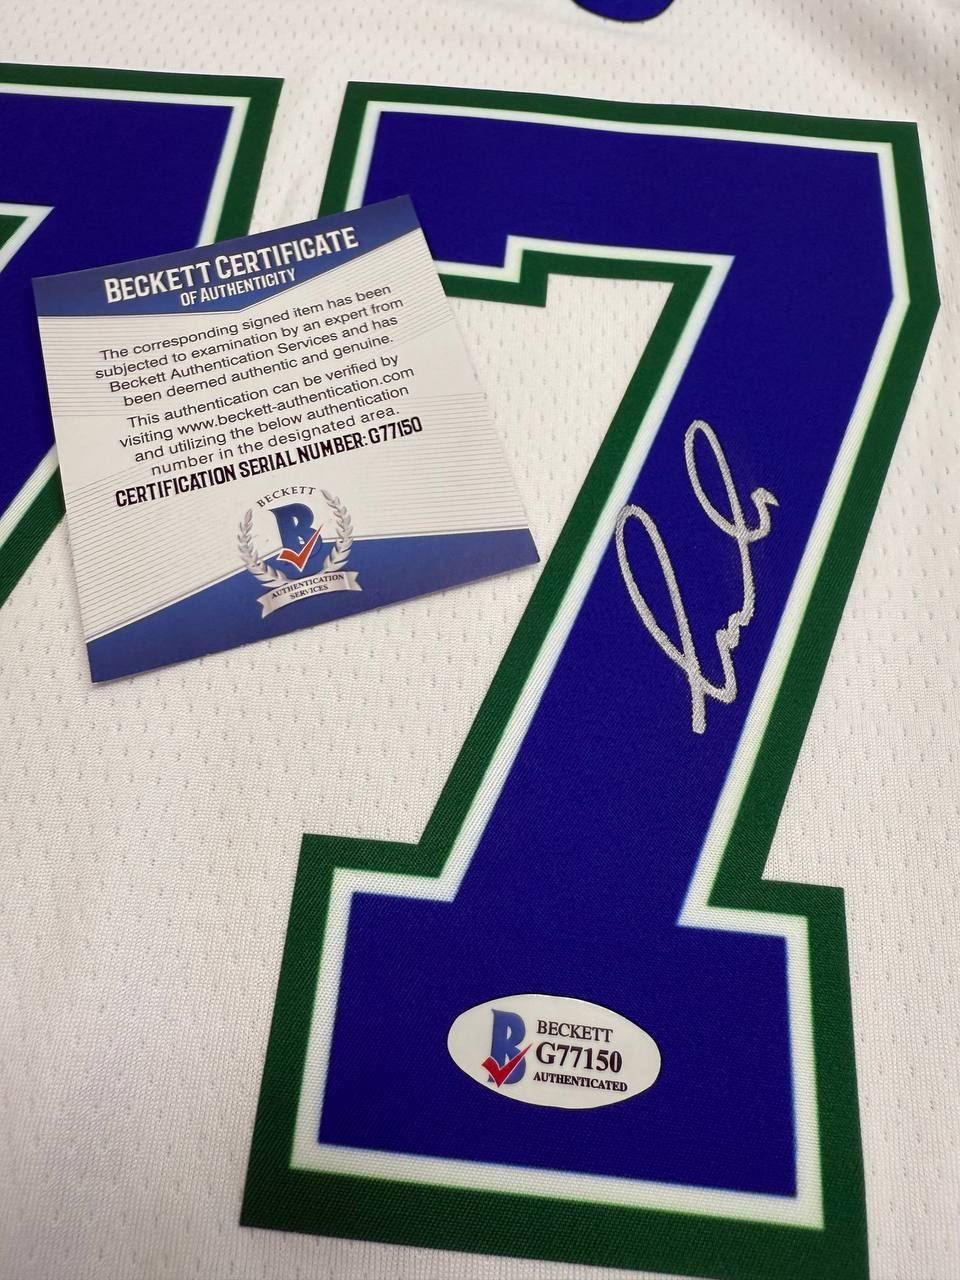 77
BECKETT CERTIFICATE
OF AUTHENTICITY
The corresponding signed item has been
subjected to examination by an expert from
Beckett Authentication Services and has
been deemed authentic and genuine.
This authentication can be verified by
visiting www.beckett-authentication.com
and utilizing the below authentication
number in the designated area.
CERTIFICATION SERIAL NUMBER: G77150
BECKETT
B
AUTHENTICATION
SERVICES
B
BECKETT
G77150
AUTHENTICATED